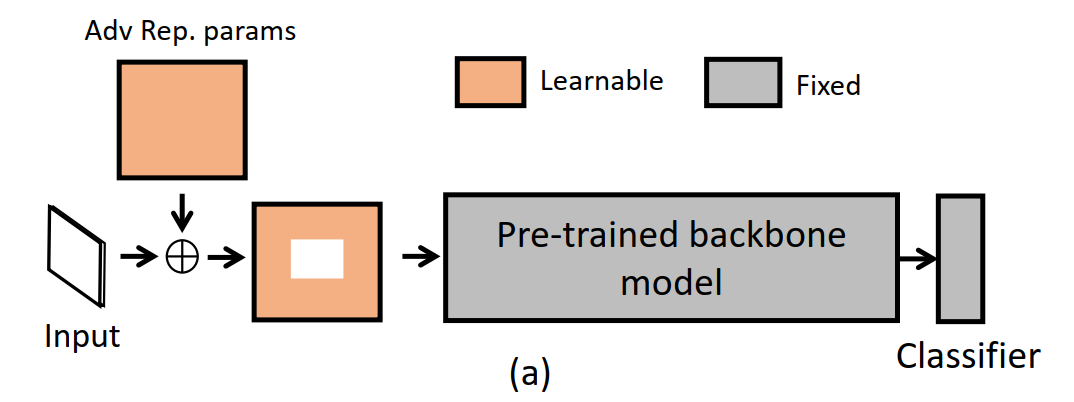 Adv Rep. params
Learnable
Fixed
Input
Pre-trained backbone
model
Classifier
(a)